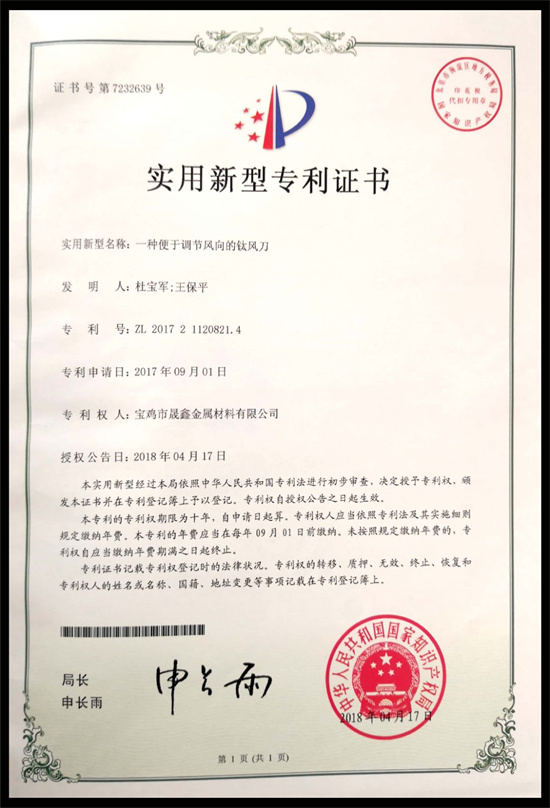 证书号第7232639号
印花税
代扣专用章
实用新型专利证书
实用新型名称：一种便于调节风向的钛风刀
发明人：杜宝军;王保平
专利号：ZL 2017 2 1120821.4
专利申请日：2017年09月01日
专利权人：宝鸡市晟鑫金属材料有限公司
授权公告日：2018年04月17日
本实用新型经过本局依照中华人民共和国专利法进行初步审查，决定授予专利权，颁
发本证书并在专利登记簿上予以登记。专利权自授权公告之日起生效。
本专利的专利权期限为十年，自申请日起算。专利权人应当依照专利法及其实施细则
规定缴纳年费。本专利的年费应当在每年09月01日前缴纳。未按照规定缴纳年费的，专
利权自应当缴纳年费期满之日起终止。
专利证书记载专利权登记时的法律状况。专利权的转移、质押、无效、终止、恢复和
专利权人的姓名或名称、国籍、地址变更等事项记载在专利登记簿上。
局长
申长雨
申长雨
中华人民共和国国家知识产权局
2018年04月17日
第1页(共1页)